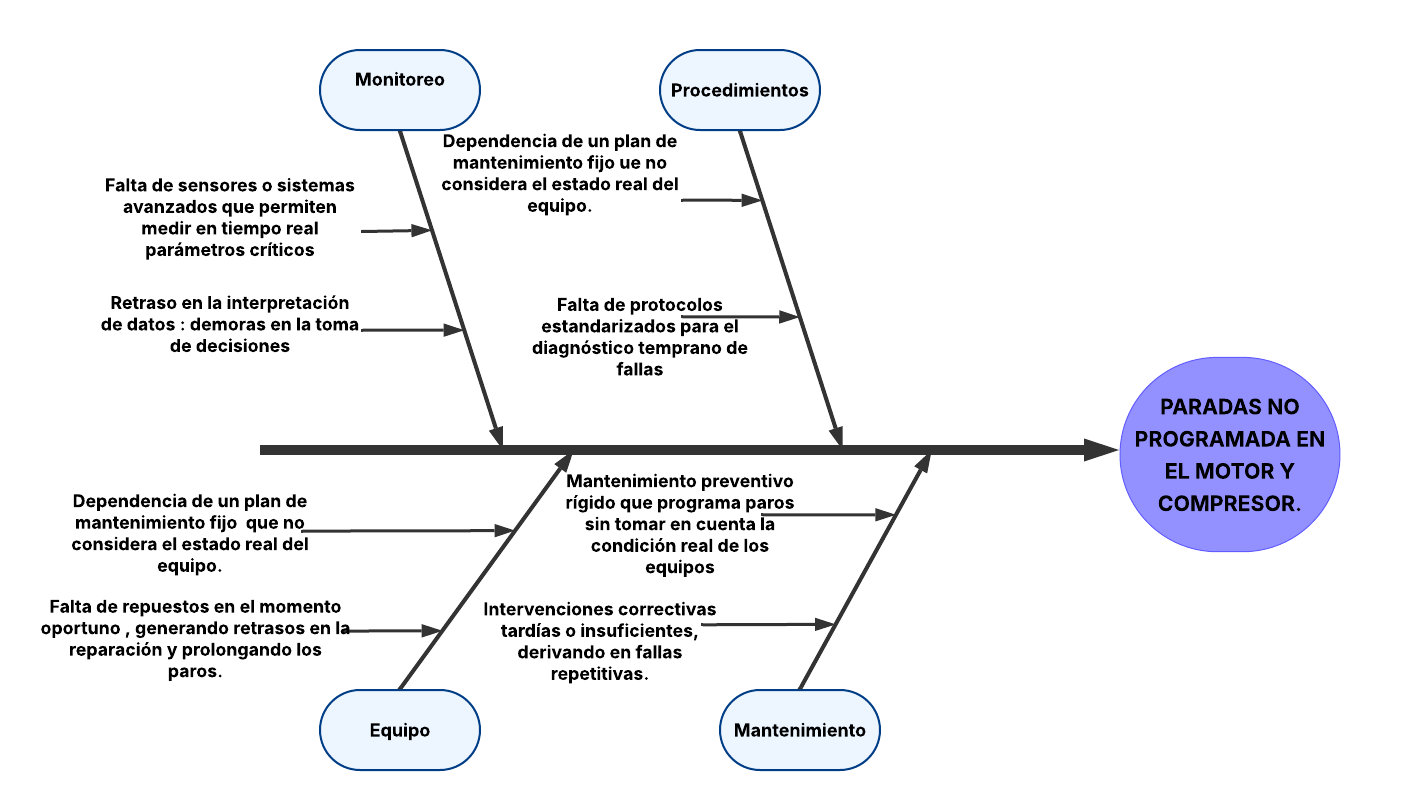 Monitoreo
Procedimientos
Dependencia de un plan de
mantenimiento fijo ue no
considera el estado real del
equipo.
Falta de sensores o sistemas
avanzados que permiten
medir en tiempo real
parámetros críticos
Retraso en la interpretación
de datos : demoras en la toma
de decisiones
Falta de protocolos
estandarizados para el
diagnóstico temprano de
fallas
PARADAS NO
PROGRAMADA EN
EL MOTOR Y
COMPRESOR.
Dependencia de un plan de
mantenimiento fijo  que no
considera el estado real del
equipo.
Mantenimiento preventivo
rígido que programa paros
sin tomar en cuenta la
condición real de los
equipos
Falta de repuestos en el momento
oportuno , generando retrasos en la
reparación y prolongando los
paros.
Intervenciones correctivas
tardías o insuficientes,
derivando en fallas
repetitivas.
Equipo
Mantenimiento